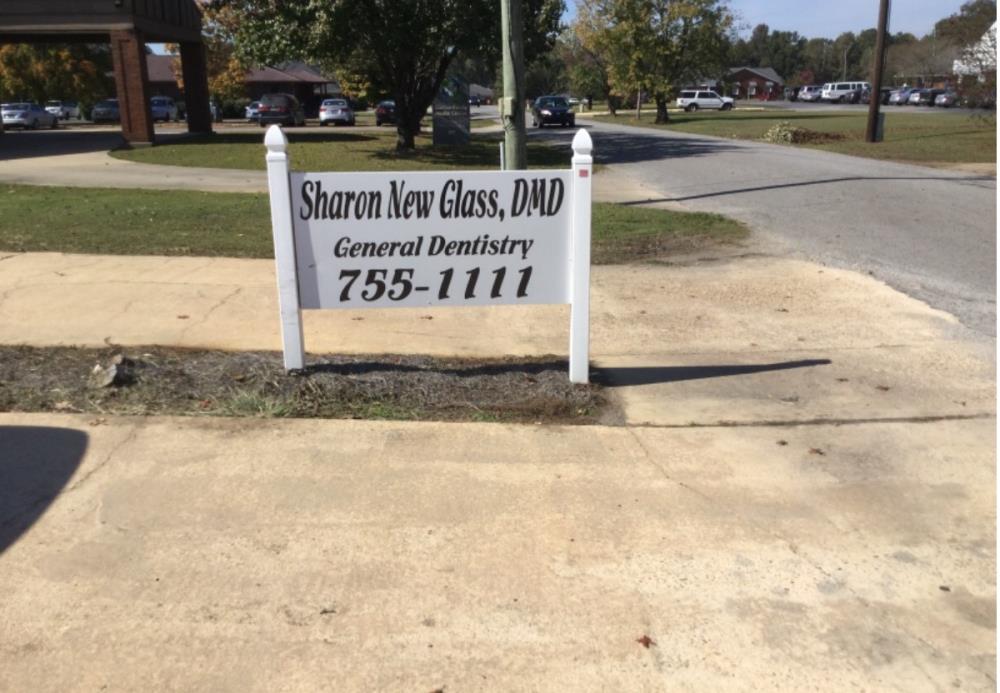 Sharon New Glass, DMD
General Dentistry
755-1111